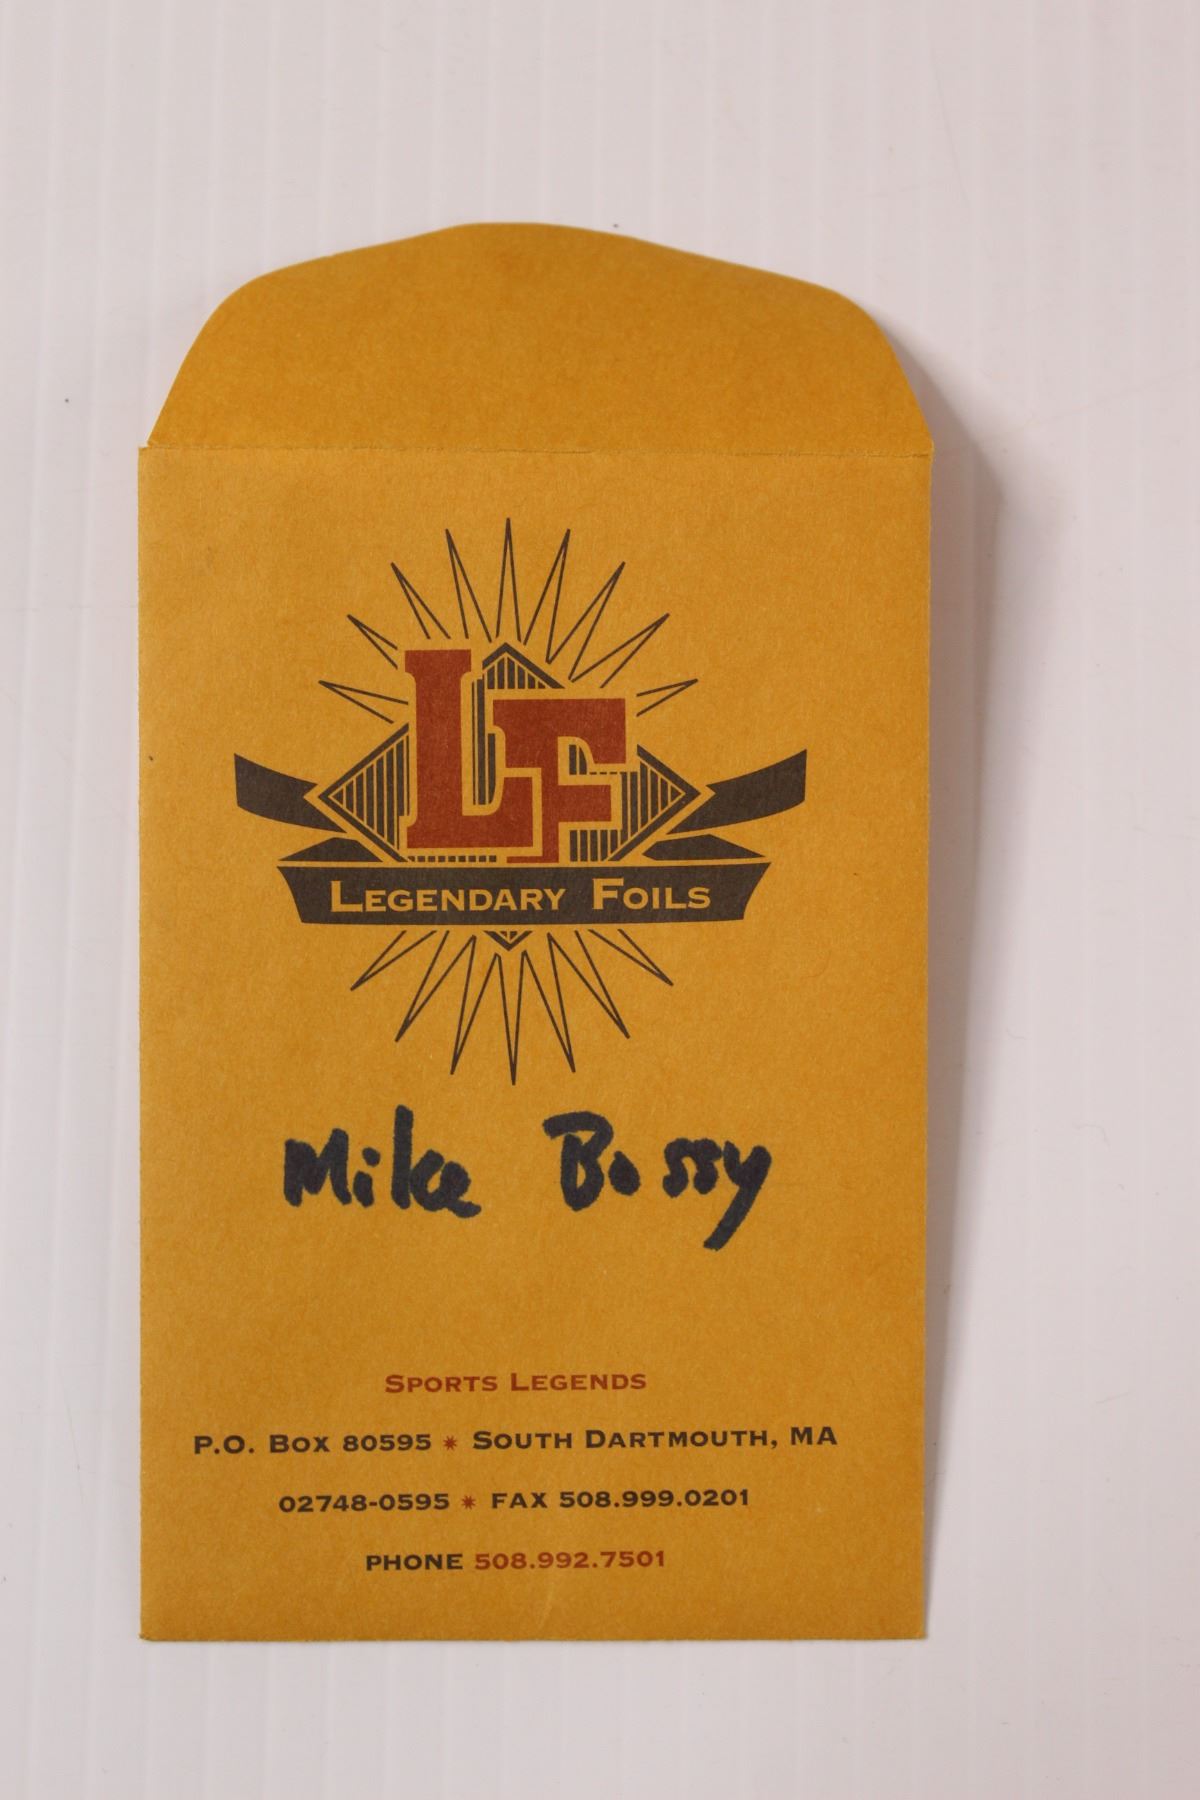 LF
LEGENDARY FOILS
Mike Bossy
SPORTS LEGENDS
P.O. BOX 80595 * SOUTH DARTMOUTH, MA
02748-0595 * FAX 508.999.0201
PHONE 508.992.7501